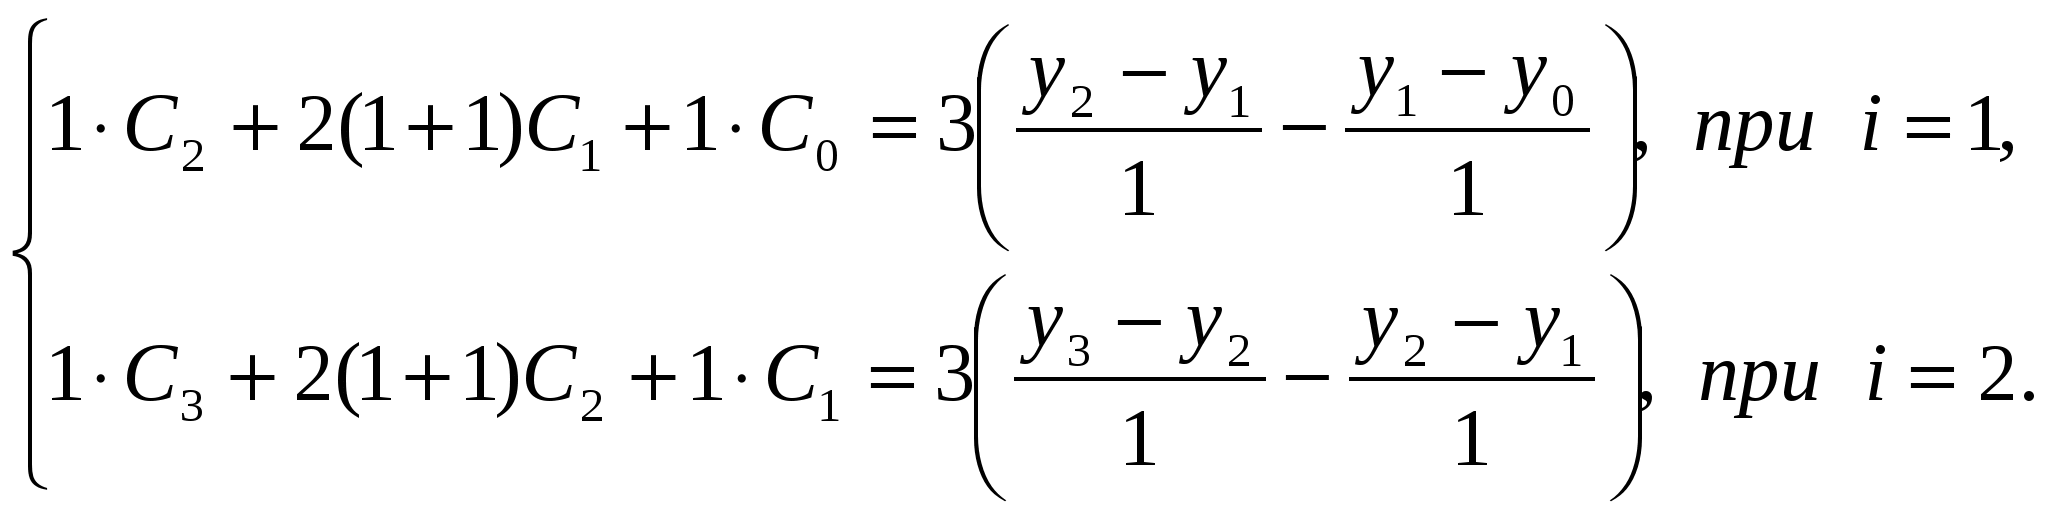 1·C₂ + 2(1+1)C₁ + 1·C₀ = 3((y₂ − y₁)/1 − (y₁ − y₀)/1), при i = 1,
1·C₃ + 2(1+1)C₂ + 1·C₁ = 3((y₃ − y₂)/1 − (y₂ − y₁)/1), при i = 2.